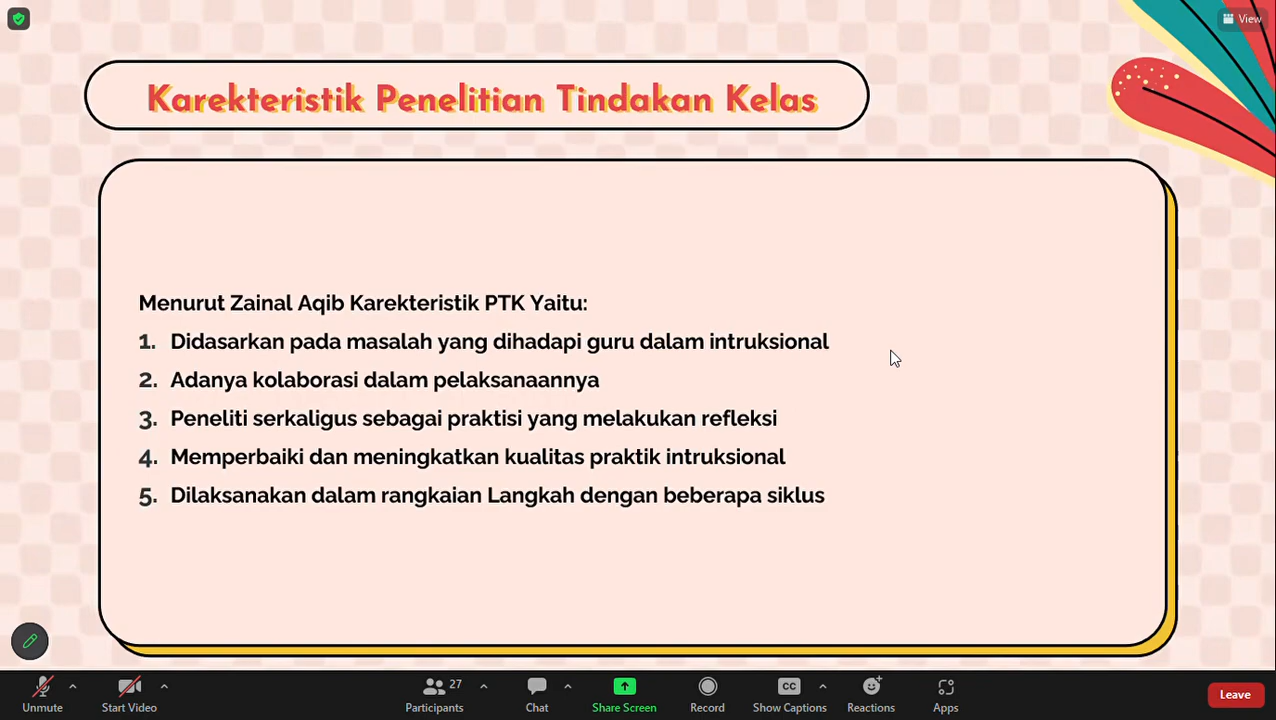 View
Karekteristik Penelitian Tindakan Kelas
Menurut Zainal Aqib Karekteristik PTK Yaitu:
1. Didasarkan pada masalah yang dihadapi guru dalam intruksional
2. Adanya kolaborasi dalam pelaksanaannya
3. Peneliti serkaligus sebagai praktisi yang melakukan refleksi
4. Memperbaiki dan meningkatkan kualitas praktik intruksional
5. Dilaksanakan dalam rangkaian Langkah dengan beberapa siklus
27
CC
Unmute
Start Video
Participants
Chat
Share Screen
Record
Show Captions
Reactions
Apps
Leave